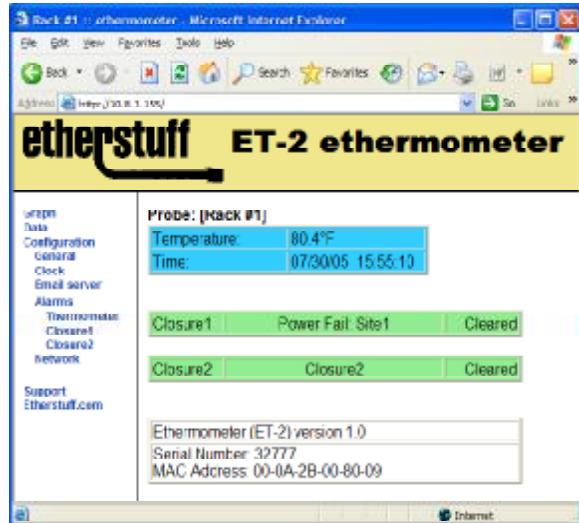 Rack #1 :: ethermometer - Microsoft Internet Explorer
File Edit View Favorites Tools Help
Back Search Favorites
Address Go Links »
etherstuff ET-2 ethermometer
Graph
Data
Configuration
General
Clock
Email server
Alarms
Thermometer
Closure1
Closure2
Network
Support
Etherstuff.com
Probe: [Rack #1]
Temperature: 80.4°F
Time: 07/30/05 15:55:10
Closure1 Power Fail: Site1 Cleared
Closure2 Closure2 Cleared
Ethermometer (ET-2) version 1.0
Serial Number: 32777
MAC Address: 00-0A-2B-00-80-09
Internet